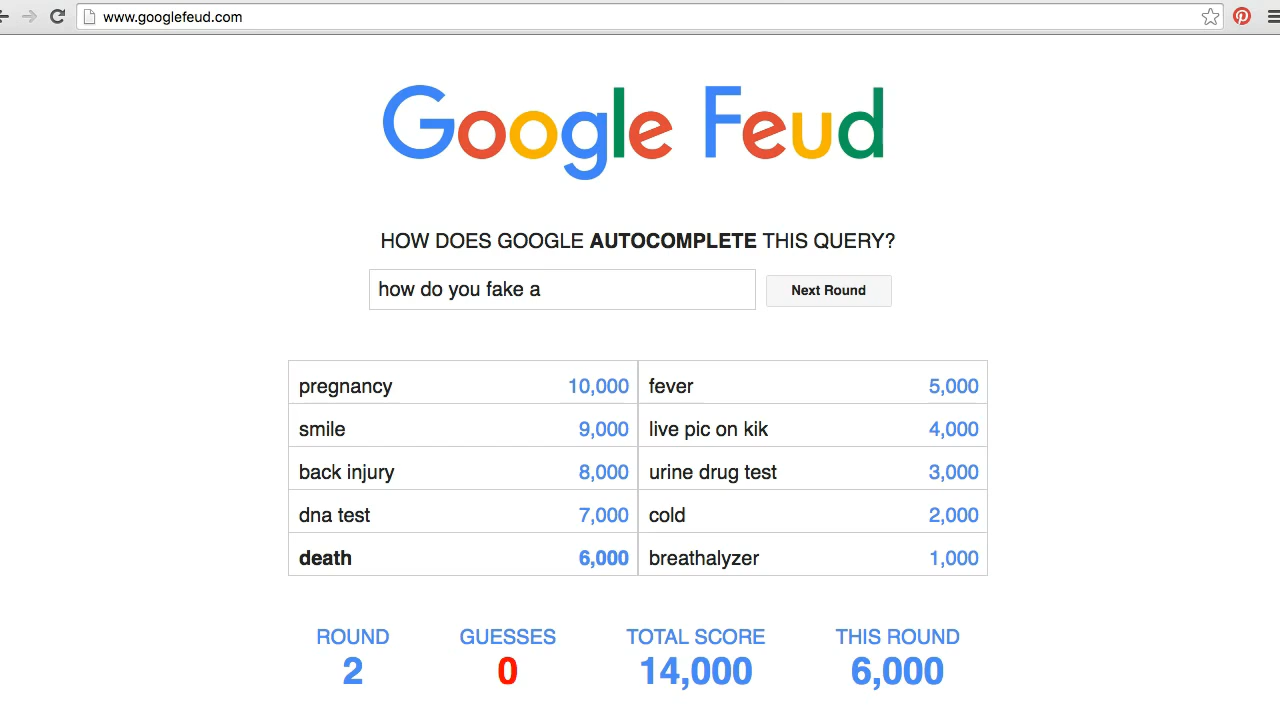 www.googlefeud.com
Google Feud
HOW DOES GOOGLE AUTOCOMPLETE THIS QUERY?
how do you fake a
Next Round
pregnancy 10,000 fever 5,000
smile 9,000 live pic on kik 4,000
back injury 8,000 urine drug test 3,000
dna test 7,000 cold 2,000
death 6,000 breathalyzer 1,000
ROUND GUESSES TOTAL SCORE THIS ROUND
2 0 14,000 6,000